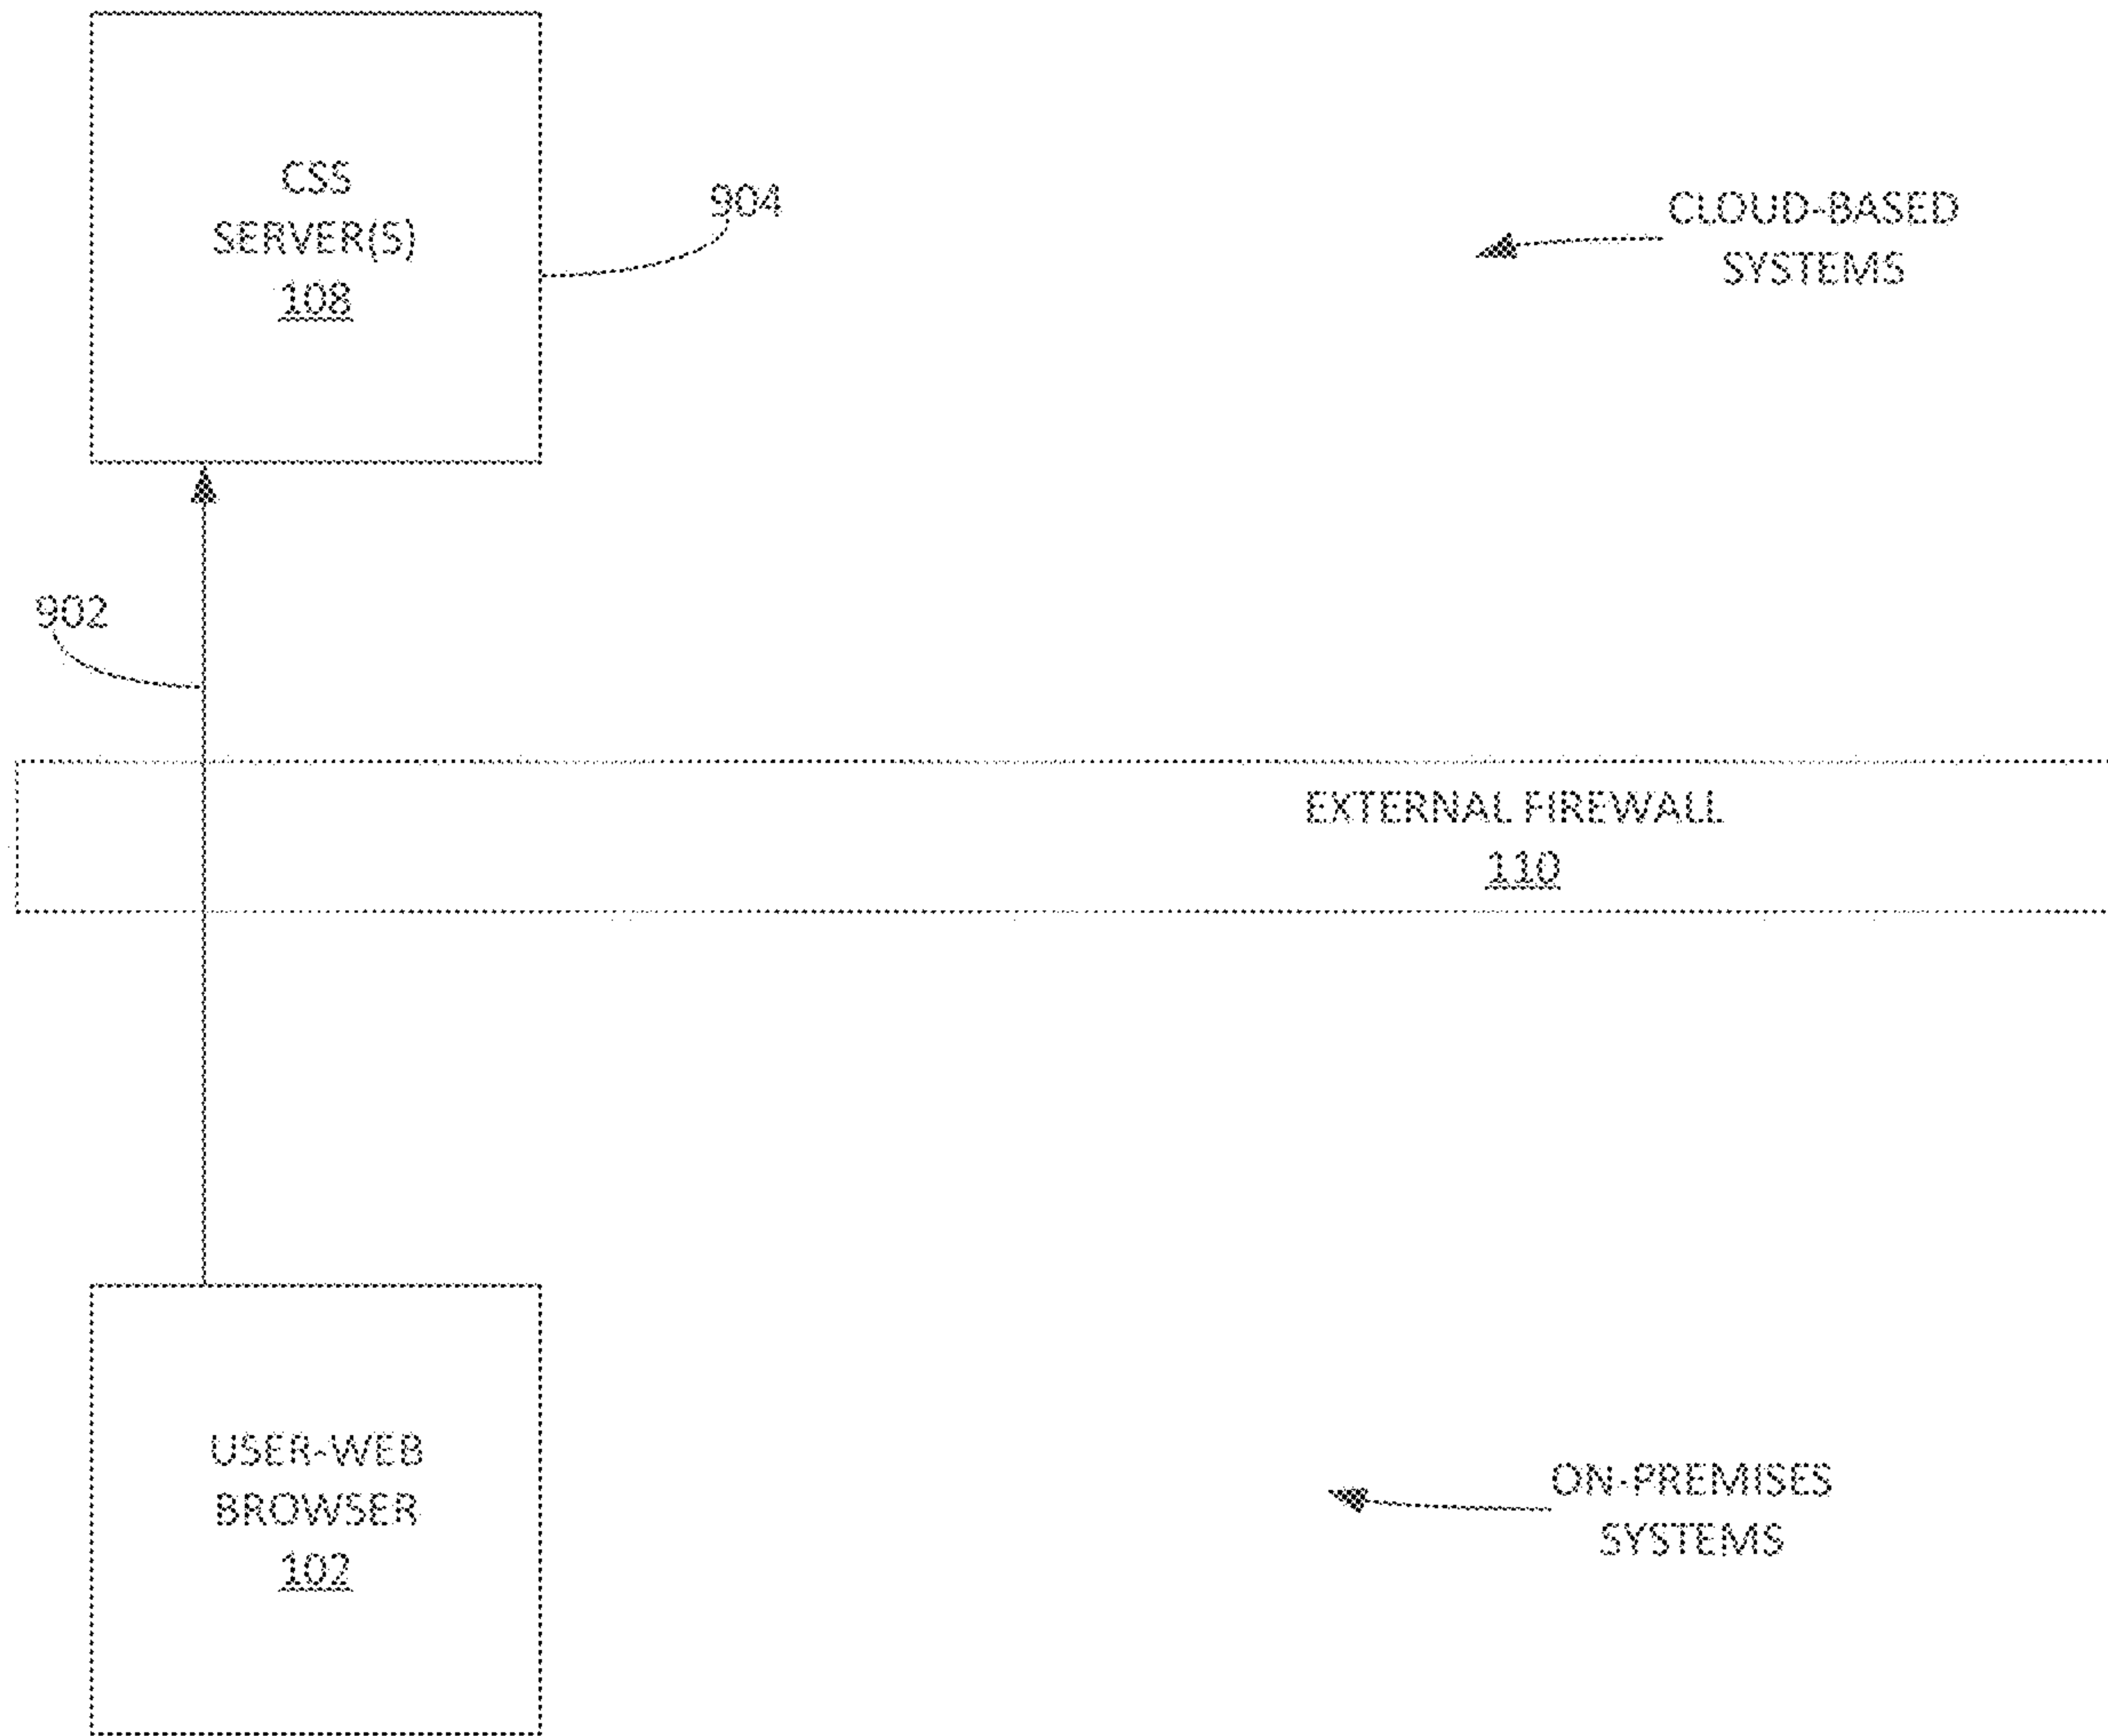 CSS
SERVER(S)
108
904
CLOUD-BASED
SYSTEMS
902
EXTERNAL FIREWALL
110
USER-WEB
BROWSER
102
ON-PREMISES
SYSTEMS